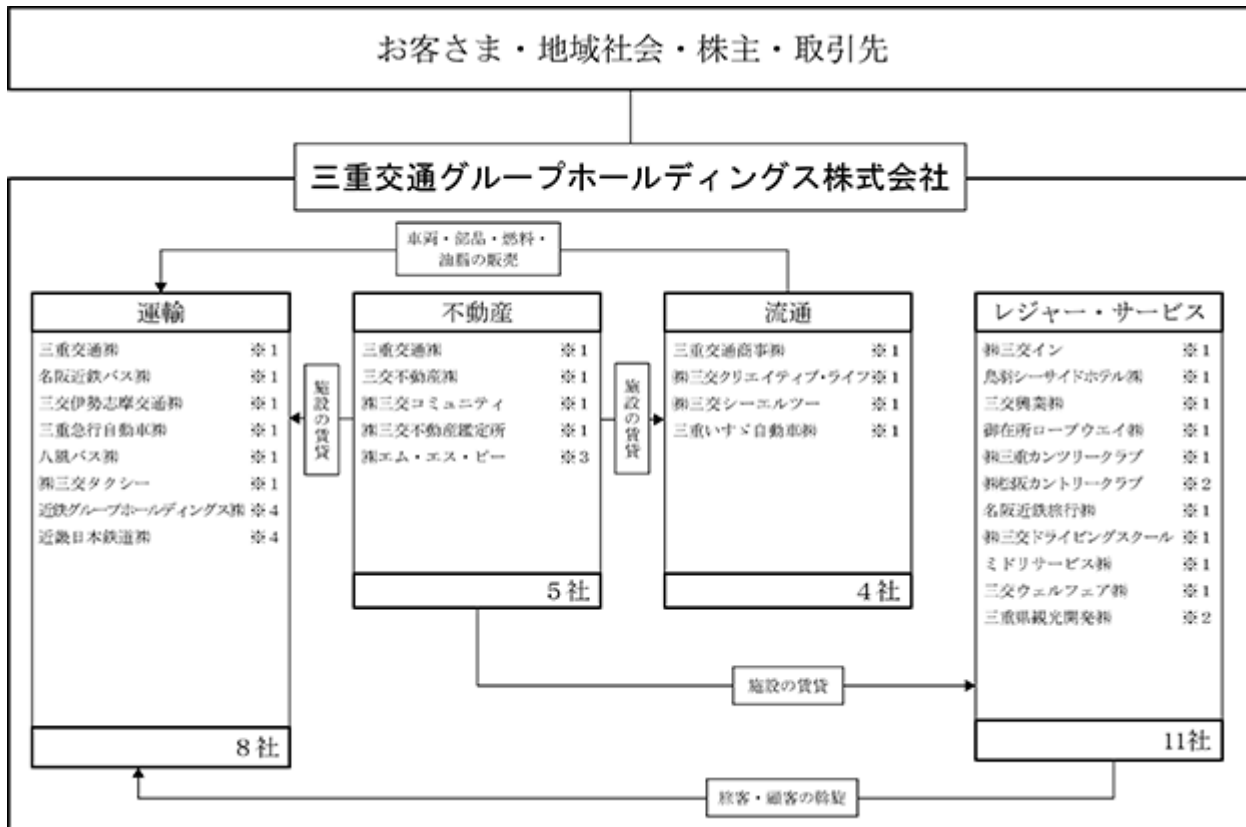 お客さま・地域社会・株主・取引先
三重交通グループホールディングス株式会社
車両・部品・燃料・
油脂の販売
運輸
三重交通㈱ ※1
名阪近鉄バス㈱ ※1
三交伊勢志摩交通㈱ ※1
三重急行自動車㈱ ※1
八風バス㈱ ※1
㈱三交タクシー ※1
近鉄グループホールディングス㈱ ※4
近畿日本鉄道㈱ ※4
8社
施設の賃貸
不動産
三重交通㈱ ※1
三交不動産㈱ ※1
㈱三交コミュニティ ※1
㈱三交不動産鑑定所 ※1
㈱エム・エス・ピー ※3
5社
施設の賃貸
流通
三重交通商事㈱ ※1
㈱三交クリエイティブ・ライフ※1
㈱三交シーエルツー ※1
三重いすゞ自動車㈱ ※1
4社
レジャー・サービス
㈱三交イン ※1
鳥羽シーサイドホテル㈱ ※1
三交興業㈱ ※1
御在所ロープウエイ㈱ ※1
㈱三重カンツリークラブ ※1
㈱松阪カントリークラブ ※2
名阪近鉄旅行㈱ ※1
㈱三交ドライビングスクール ※1
ミドリサービス㈱ ※1
三交ウェルフェア㈱ ※1
三重県観光開発㈱ ※2
11社
施設の賃貸
旅客・顧客の斡旋